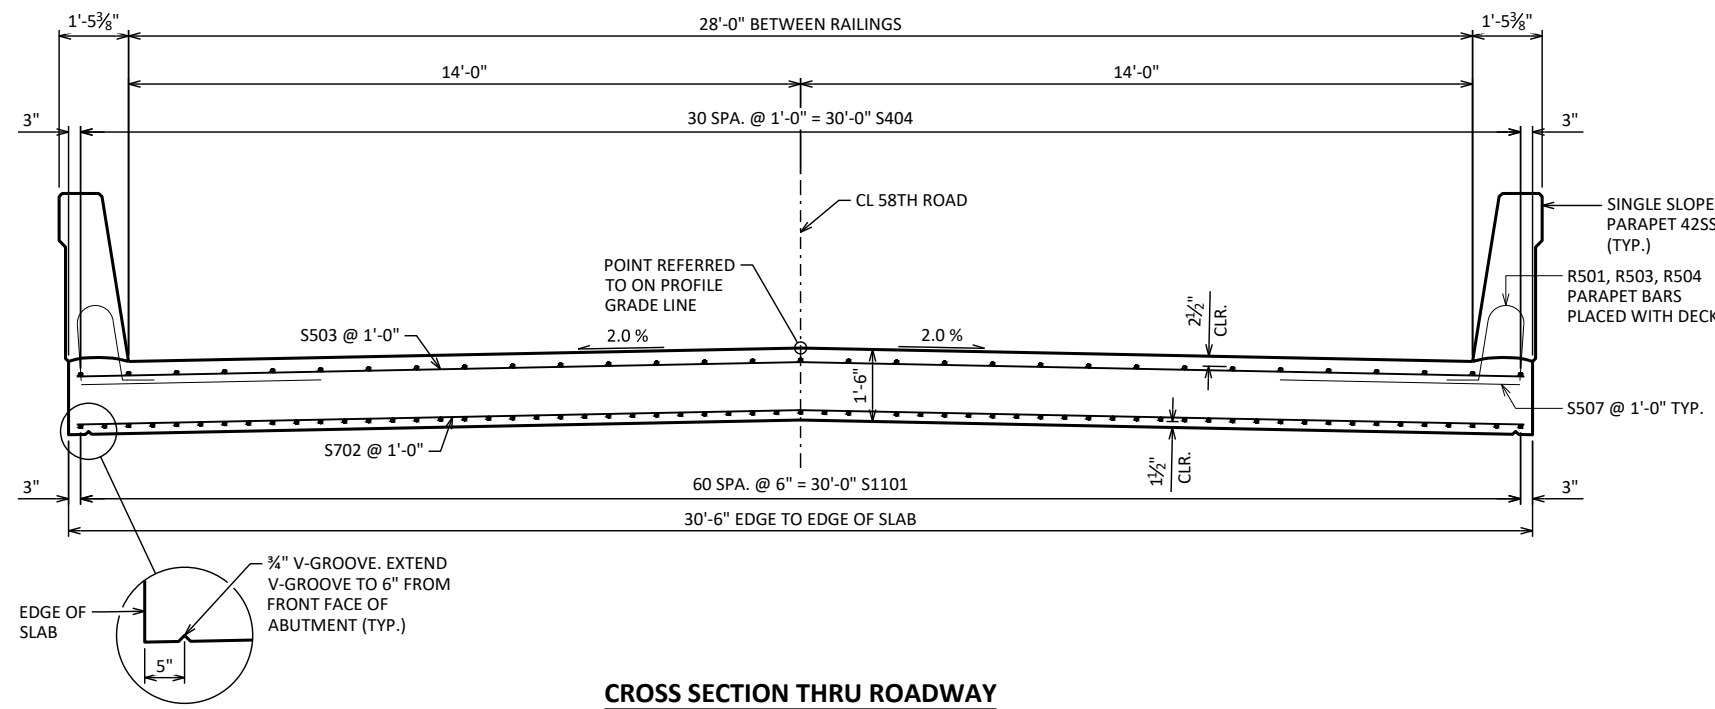 1'-5⅜"
28'-0" BETWEEN RAILINGS
1'-5⅜"
14'-0"
14'-0"
3"
30 SPA. @ 1'-0" = 30'-0" S404
3"
CL 58TH ROAD
SINGLE SLOPE
PARAPET 42SS
(TYP.)
POINT REFERRED
TO ON PROFILE
GRADE LINE
R501, R503, R504
PARAPET BARS
PLACED WITH DECK
2½"
CLR.
S503 @ 1'-0"
2.0 %
2.0 %
1'-6"
S507 @ 1'-0" TYP.
S702 @ 1'-0"
1½"
CLR.
3"
60 SPA. @ 6" = 30'-0" S1101
3"
30'-6" EDGE TO EDGE OF SLAB
¾" V-GROOVE. EXTEND
V-GROOVE TO 6" FROM
FRONT FACE OF
ABUTMENT (TYP.)
EDGE OF
SLAB
5"
CROSS SECTION THRU ROADWAY